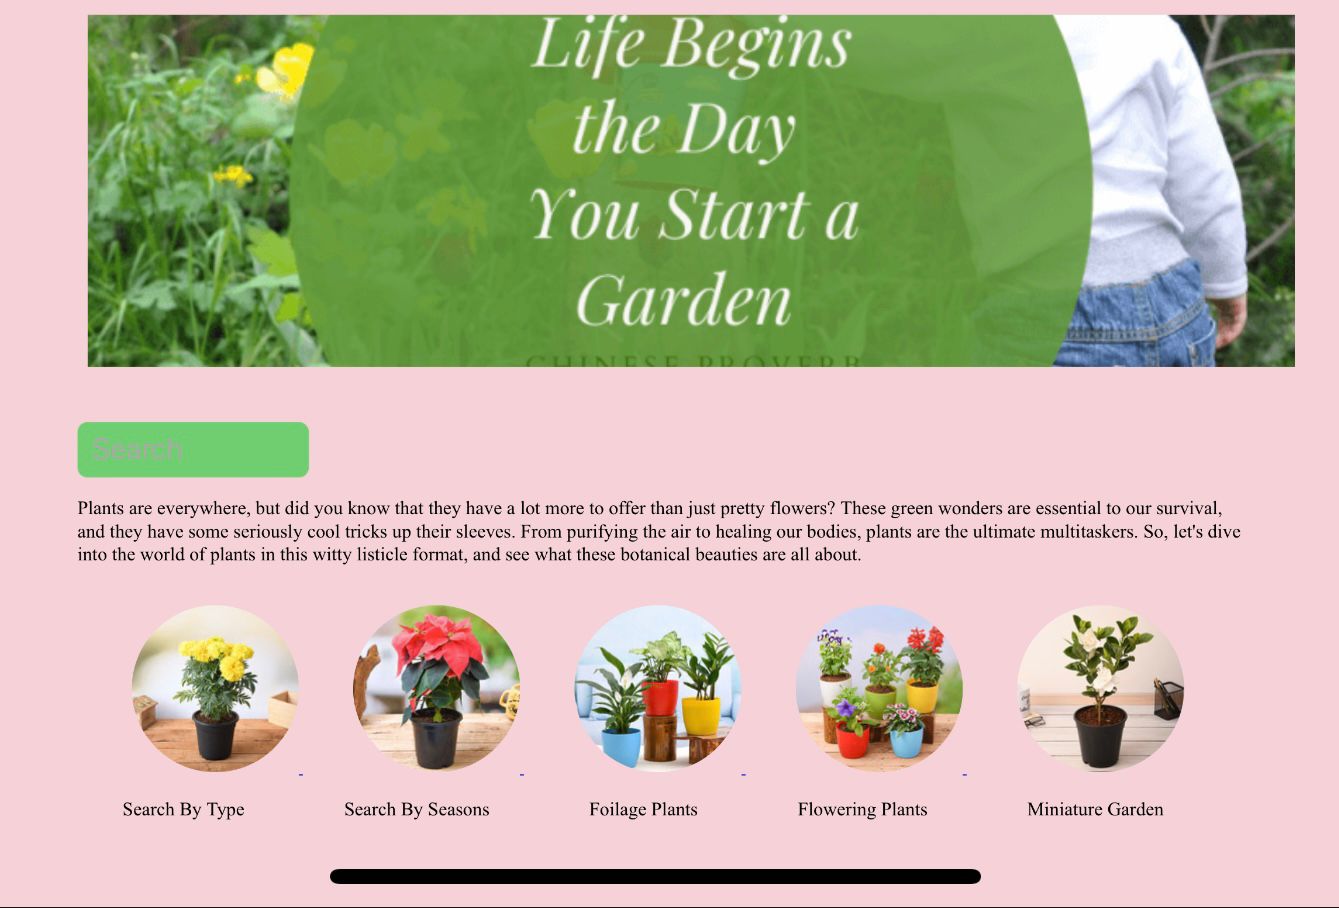 Life Begins
the Day
You Start a
Garden
CHINESE PROVERB
Search
Plants are everywhere, but did you know that they have a lot more to offer than just pretty flowers? These green wonders are essential to our survival,
and they have some seriously cool tricks up their sleeves. From purifying the air to healing our bodies, plants are the ultimate multitaskers. So, let's dive
into the world of plants in this witty listicle format, and see what these botanical beauties are all about.
Search By Type
Search By Seasons
Foilage Plants
Flowering Plants
Miniature Garden